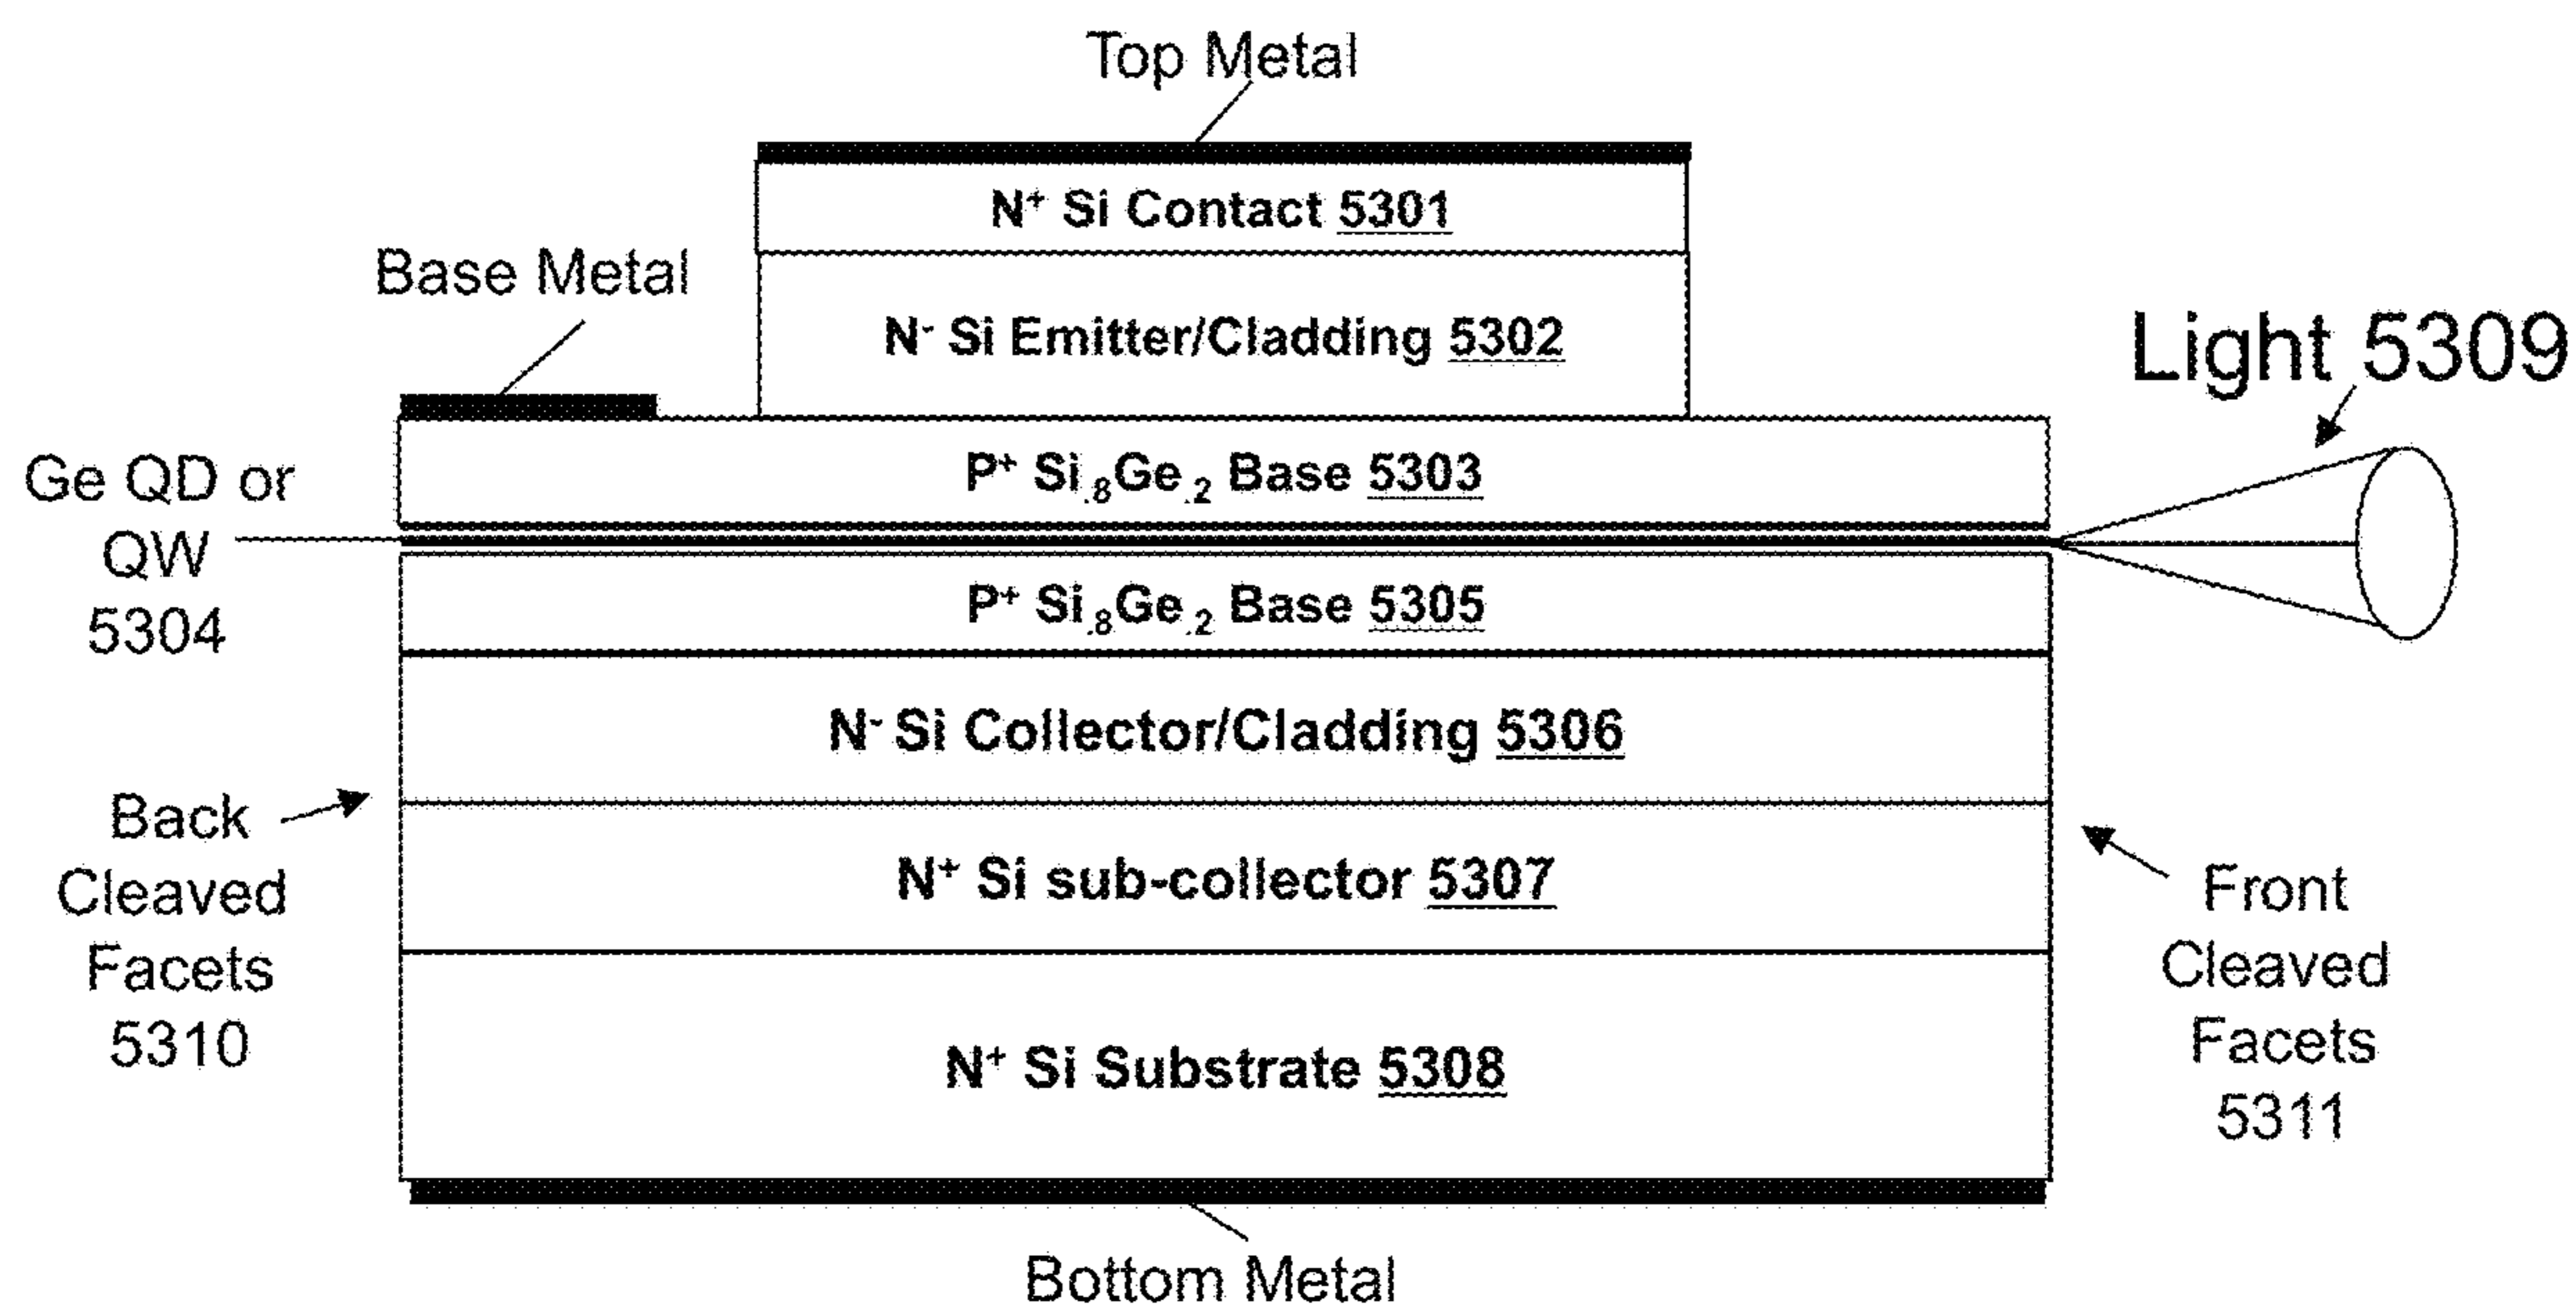 Top Metal
N⁺ Si Contact 5301
Base Metal
N⁻ Si Emitter/Cladding 5302
Light 5309
Ge QD or
QW
5304
P⁺ Si.₈Ge.₂ Base 5303
P⁺ Si.₈Ge.₂ Base 5305
N⁻ Si Collector/Cladding 5306
Back
Cleaved
Facets
5310
N⁺ Si sub-collector 5307
Front
Cleaved
Facets
5311
N⁺ Si Substrate 5308
Bottom Metal